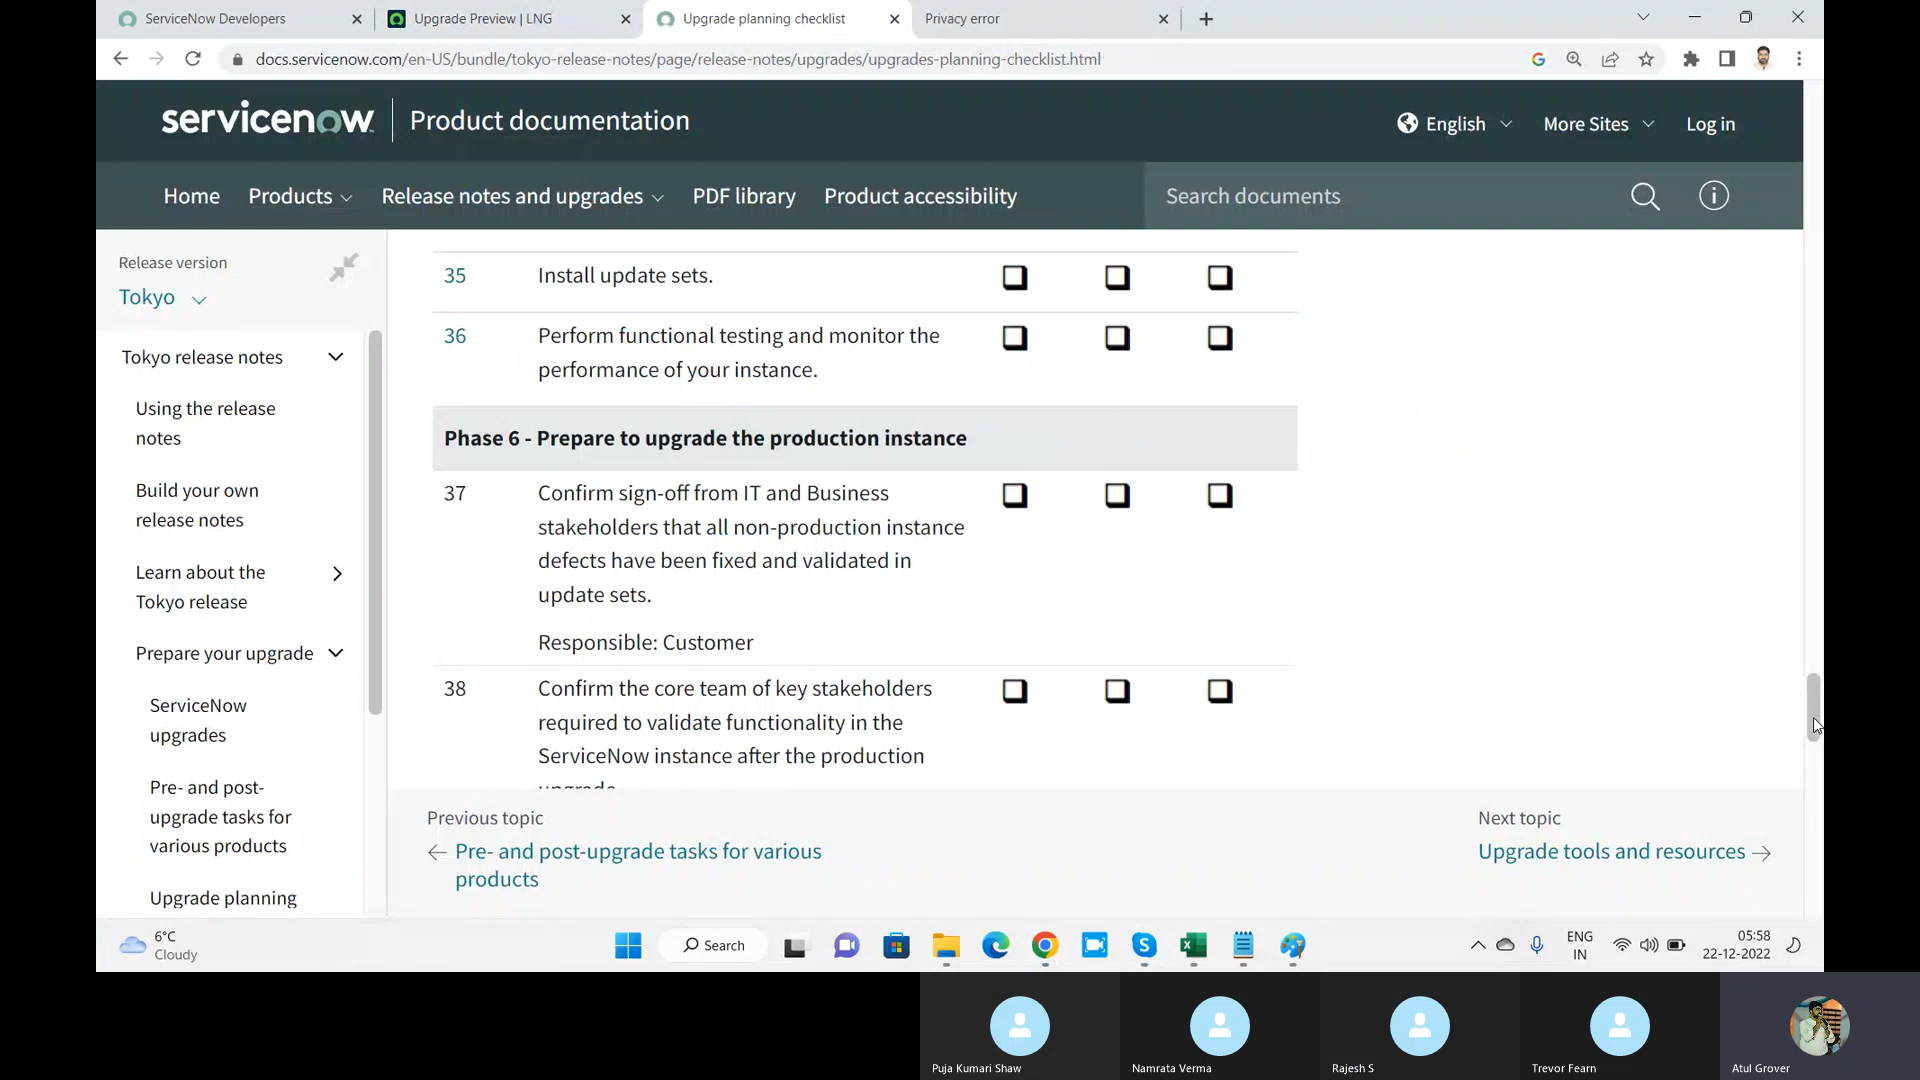 ServiceNow Developers
Upgrade Preview | LNG
Upgrade planning checklist
Privacy error
docs.servicenow.com/en-US/bundle/tokyo-release-notes/page/release-notes/upgrades/upgrades-planning-checklist.html
servicenow
Product documentation
English
More Sites
Log in
Home
Products
Release notes and upgrades
PDF library
Product accessibility
Search documents
Release version
Tokyo
Tokyo release notes
Using the release
notes
Build your own
release notes
Learn about the
Tokyo release
Prepare your upgrade
ServiceNow
upgrades
Pre- and post-
upgrade tasks for
various products
Upgrade planning
35 Install update sets.
36 Perform functional testing and monitor the
performance of your instance.
Phase 6 - Prepare to upgrade the production instance
37 Confirm sign-off from IT and Business
stakeholders that all non-production instance
defects have been fixed and validated in
update sets.
Responsible: Customer
38 Confirm the core team of key stakeholders
required to validate functionality in the
ServiceNow instance after the production
upgrade
Previous topic
Pre- and post-upgrade tasks for various
products
Next topic
Upgrade tools and resources
6°C
Cloudy
Search
ENG
IN
05:58
22-12-2022
Puja Kumari Shaw
Namrata Verma
Rajesh S
Trevor Fearn
Atul Grover